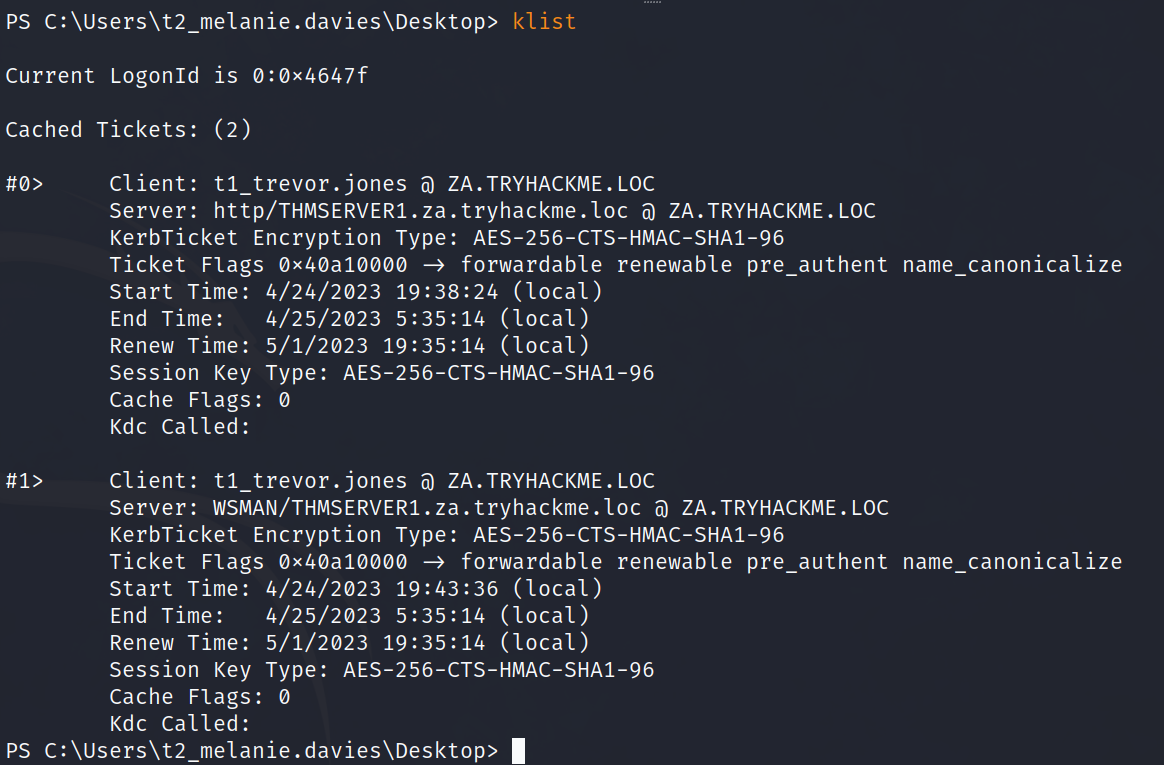 PS C:\Users\t2_melanie.davies\Desktop> klist
Current LogonId is 0:0×4647f
Cached Tickets: (2)
#0> Client: t1_trevor.jones @ ZA.TRYHACKME.LOC
Server: http/THMSERVER1.za.tryhackme.loc @ ZA.TRYHACKME.LOC
KerbTicket Encryption Type: AES-256-CTS-HMAC-SHA1-96
Ticket Flags 0×40a10000 → forwardable renewable pre_authent name_canonicalize
Start Time: 4/24/2023 19:38:24 (local)
End Time: 4/25/2023 5:35:14 (local)
Renew Time: 5/1/2023 19:35:14 (local)
Session Key Type: AES-256-CTS-HMAC-SHA1-96
Cache Flags: 0
Kdc Called:
#1> Client: t1_trevor.jones @ ZA.TRYHACKME.LOC
Server: WSMAN/THMSERVER1.za.tryhackme.loc @ ZA.TRYHACKME.LOC
KerbTicket Encryption Type: AES-256-CTS-HMAC-SHA1-96
Ticket Flags 0×40a10000 → forwardable renewable pre_authent name_canonicalize
Start Time: 4/24/2023 19:43:36 (local)
End Time: 4/25/2023 5:35:14 (local)
Renew Time: 5/1/2023 19:35:14 (local)
Session Key Type: AES-256-CTS-HMAC-SHA1-96
Cache Flags: 0
Kdc Called:
PS C:\Users\t2_melanie.davies\Desktop>